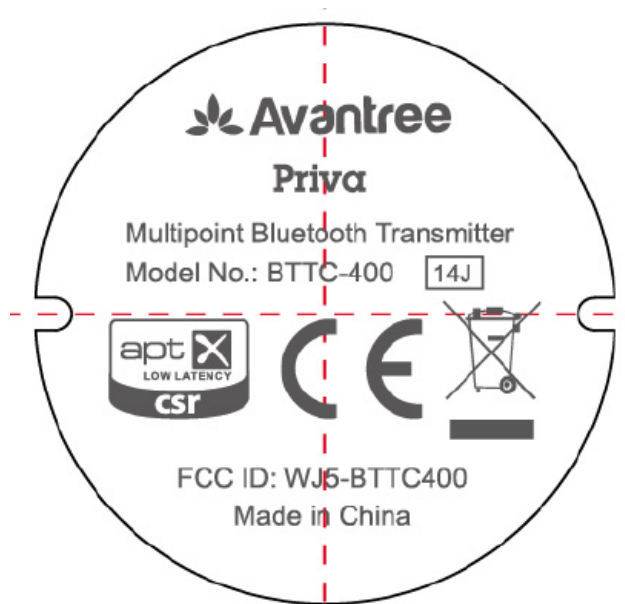 Avantree
Priva
Multipoint Bluetooth Transmitter
Model No.: BTTC-400 14J
aptX
LOW LATENCY
csr
CE
FCC ID: WJ5-BTTC400
Made in China